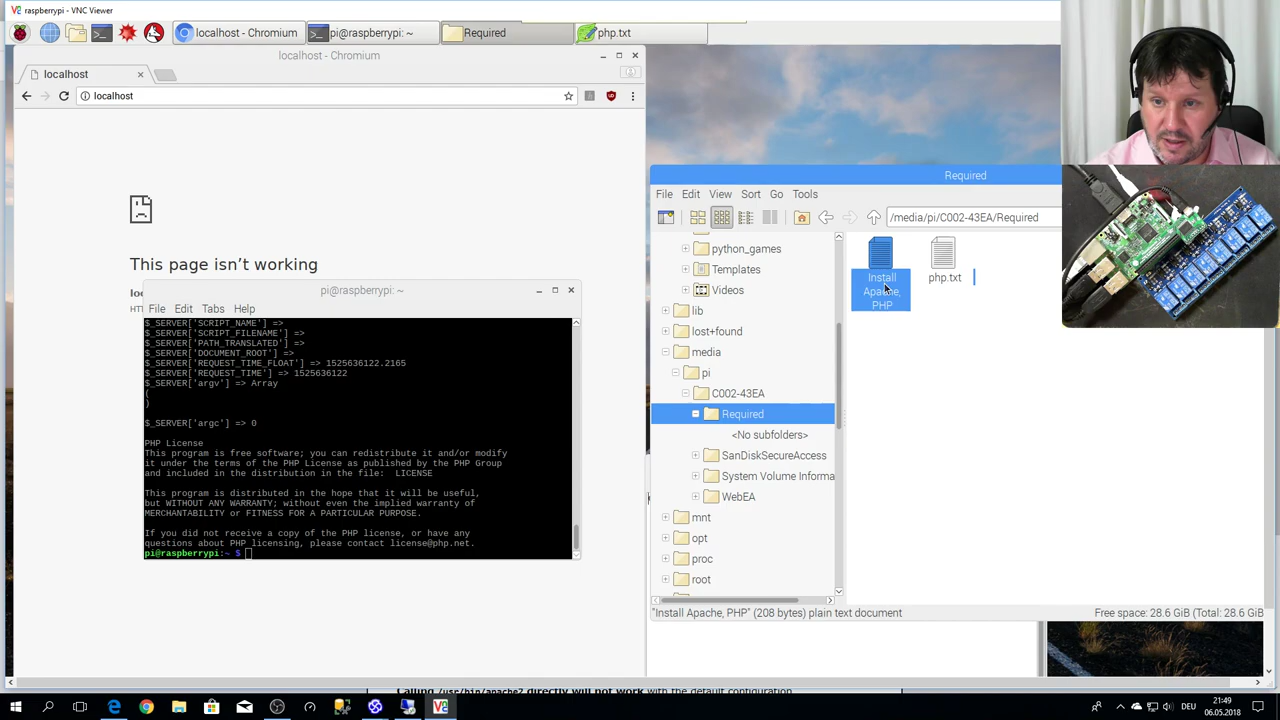 raspberrypi - VNC Viewer
localhost - Chromium
pi@raspberrypi: ~
Required
php.txt
localhost - Chromium
localhost
localhost
This page isn't working
Required
File Edit View Sort Go Tools
/media/pi/C002-43EA/Required
python_games
Templates
Videos
lib
lost+found
media
pi
C002-43EA
Required
<No subfolders>
SanDiskSecureAccess
System Volume Informa
WebEA
mnt
opt
proc
root
Install
Apache,
PHP
php.txt
"Install Apache, PHP" (208 bytes) plain text document
Free space: 28.6 GiB (Total: 28.6 GiB
pi@raspberrypi: ~
File Edit Tabs Help
$_SERVER['SCRIPT_NAME'] =>
$_SERVER['SCRIPT_FILENAME'] =>
$_SERVER['PATH_TRANSLATED'] =>
$_SERVER['DOCUMENT_ROOT'] =>
$_SERVER['REQUEST_TIME_FLOAT'] => 1525636122.2165
$_SERVER['REQUEST_TIME'] => 1525636122
$_SERVER['argv'] => Array
(
)
$_SERVER['argc'] => 0
PHP License
This program is free software; you can redistribute it and/or modify
it under the terms of the PHP License as published by the PHP Group
and included in the distribution in the file: LICENSE
This program is distributed in the hope that it will be useful,
but WITHOUT ANY WARRANTY; without even the implied warranty of
MERCHANTABILITY or FITNESS FOR A PARTICULAR PURPOSE.
If you did not receive a copy of the PHP license, or have any
questions about PHP licensing, please contact license@php.net.
pi@raspberrypi:~ $
Calling /usr/bin/apache2 directly will not work with the default configuration
DEU
21:49
06.05.2018